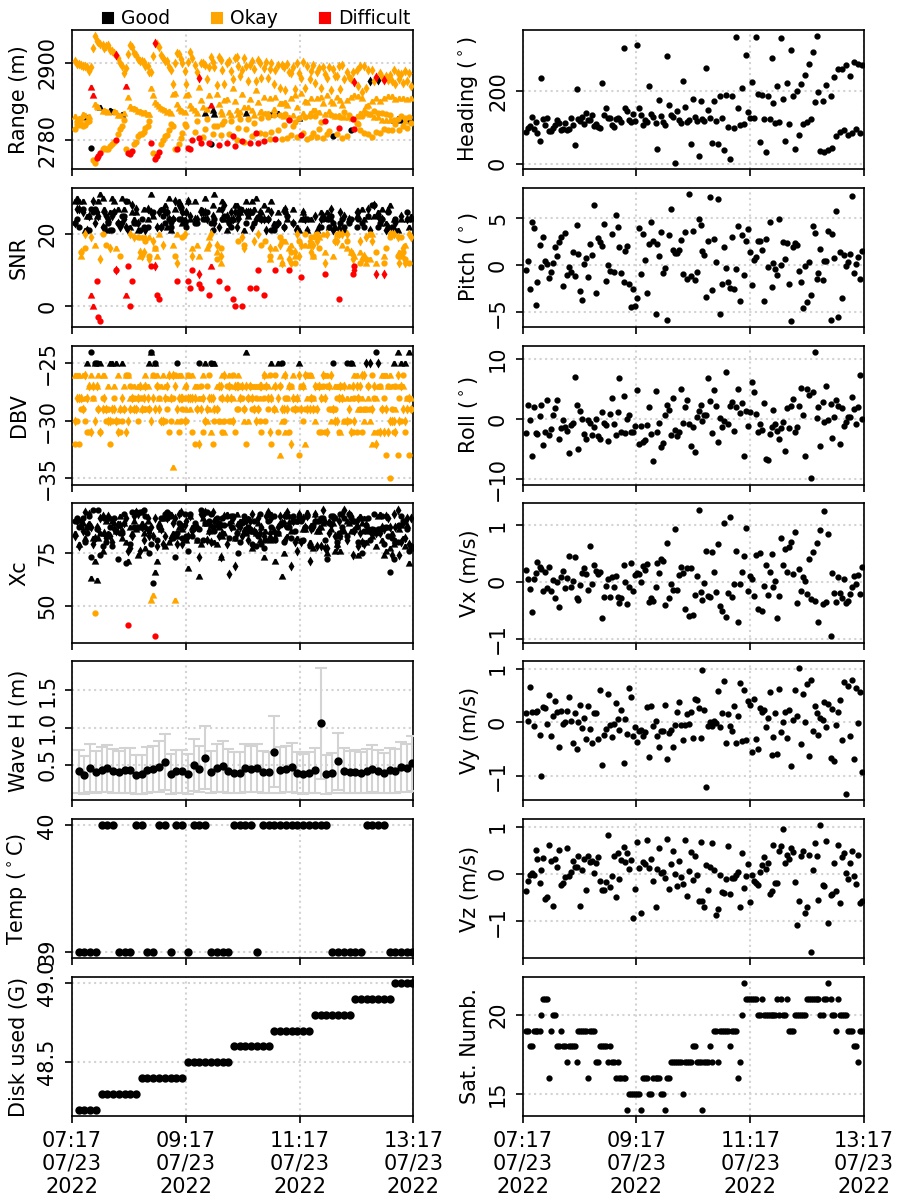 Good Okay Difficult
Range (m)
2900
2780
Heading (°)
200
0
SNR
20
0
Pitch (°)
5
0
−5
DBV
−25
−30
−35
Roll (°)
10
0
−10
Xc
75
50
Vx (m/s)
1
0
−1
Wave H (m)
1.5
1.0
0.5
Vy (m/s)
1
0
−1
Temp (°C)
40
39
Vz (m/s)
1
0
−1
Disk used (G)
49.0
48.5
Sat. Numb.
20
15
07:17 09:17 11:17 13:17 07:17 09:17 11:17 13:17
07/23 07/23 07/23 07/23 07/23 07/23 07/23 07/23
2022 2022 2022 2022 2022 2022 2022 2022